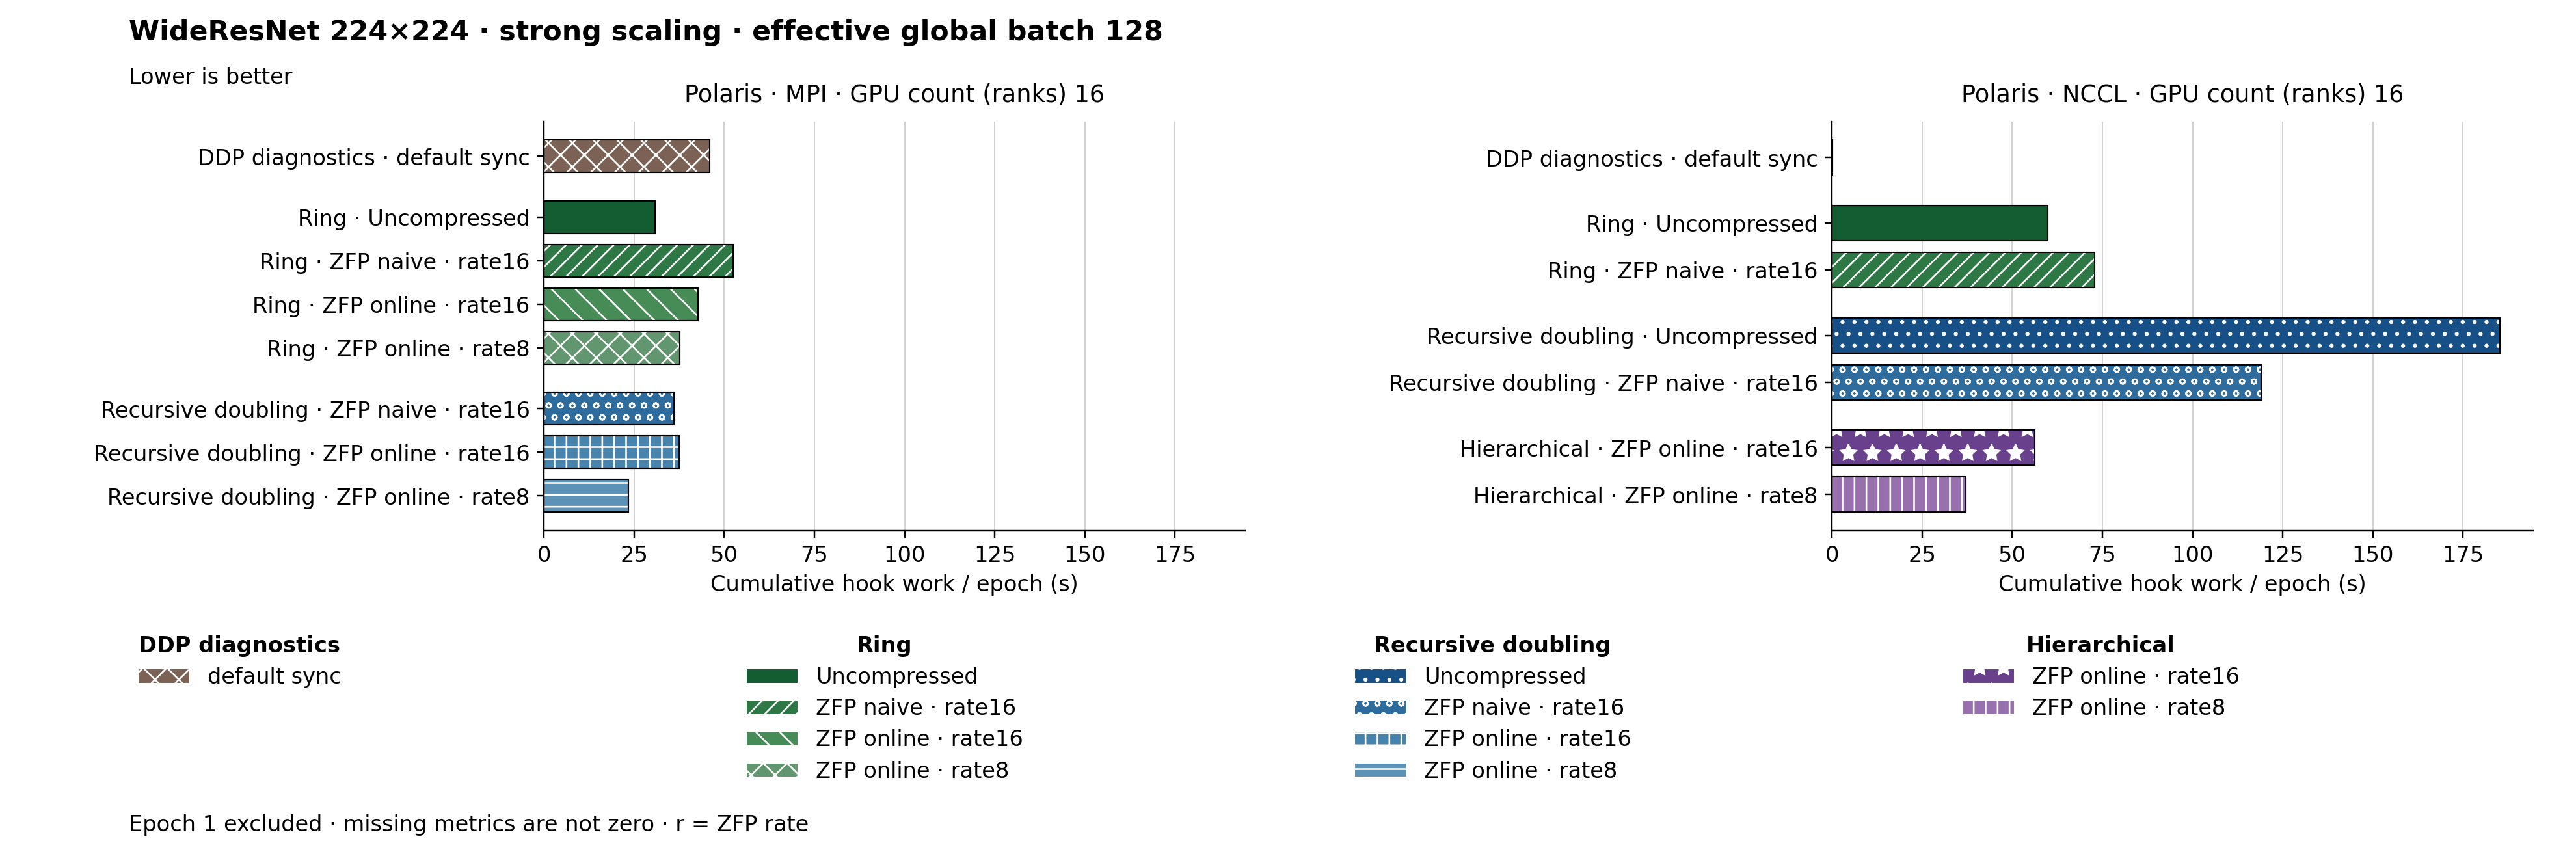 WideResNet 224×224 · strong scaling · effective global batch 128
Lower is better
Polaris · MPI · GPU count (ranks) 16
DDP diagnostics · default sync
Ring · Uncompressed
Ring · ZFP naive · rate16
Ring · ZFP online · rate16
Ring · ZFP online · rate8
Recursive doubling · ZFP naive · rate16
Recursive doubling · ZFP online · rate16
Recursive doubling · ZFP online · rate8
0 25 50 75 100 125 150 175
Cumulative hook work / epoch (s)
Polaris · NCCL · GPU count (ranks) 16
DDP diagnostics · default sync
Ring · Uncompressed
Ring · ZFP naive · rate16
Recursive doubling · Uncompressed
Recursive doubling · ZFP naive · rate16
Hierarchical · ZFP online · rate16
Hierarchical · ZFP online · rate8
0 25 50 75 100 125 150 175
Cumulative hook work / epoch (s)
DDP diagnostics
default sync
Ring
Uncompressed
ZFP naive · rate16
ZFP online · rate16
ZFP online · rate8
Recursive doubling
Uncompressed
ZFP naive · rate16
ZFP online · rate16
ZFP online · rate8
Hierarchical
ZFP online · rate16
ZFP online · rate8
Epoch 1 excluded · missing metrics are not zero · r = ZFP rate